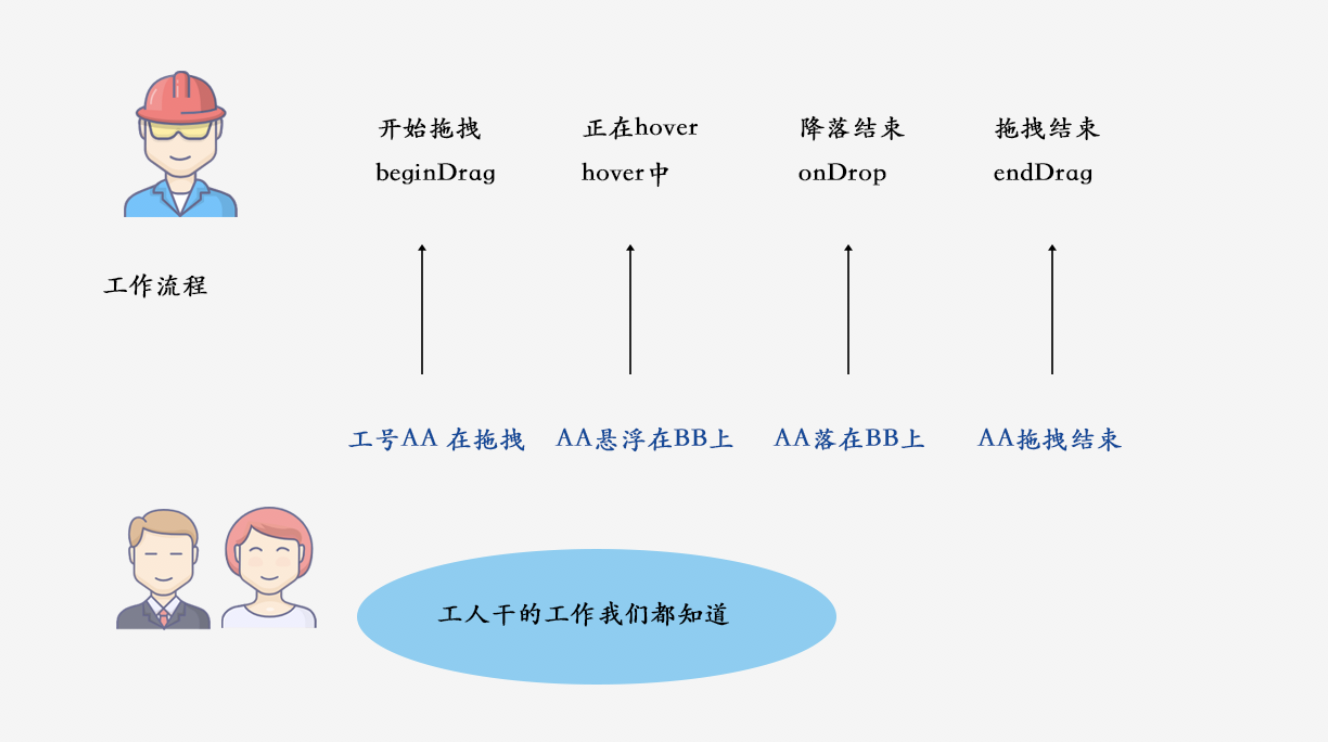 开始拖拽
beginDrag
正在hover
hover中
降落结束
onDrop
拖拽结束
endDrag
工作流程
工号AA 在拖拽
AA悬浮在BB上
AA落在BB上
AA拖拽结束
工人干的工作我们都知道